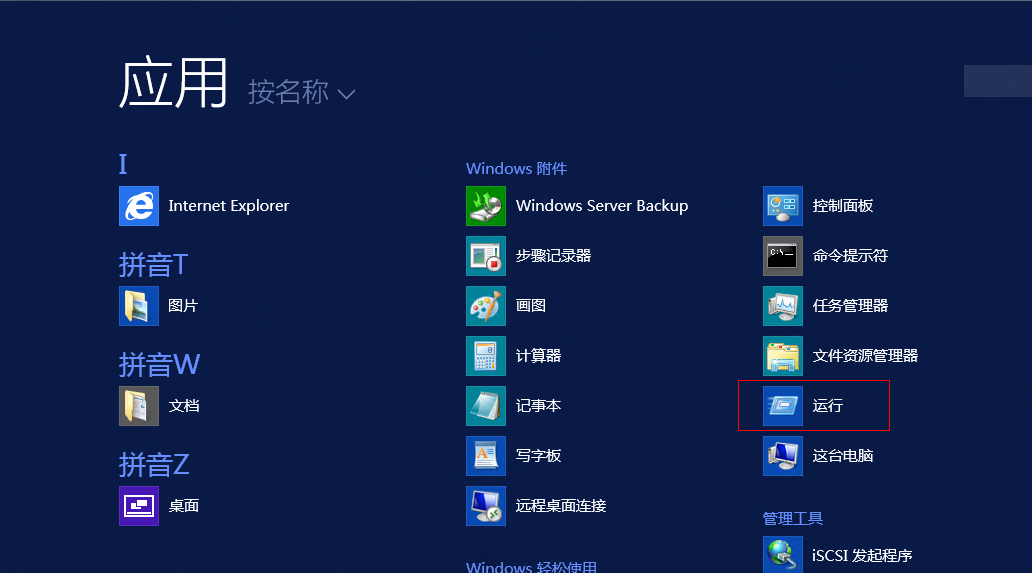 应用 按名称
I
Internet Explorer
拼音T
图片
拼音W
文档
拼音Z
桌面
Windows 附件
Windows Server Backup
步骤记录器
画图
计算器
记事本
写字板
远程桌面连接
Windows 轻松使用
控制面板
C:\
命令提示符
任务管理器
文件资源管理器
运行
这台电脑
管理工具
iSCSI 发起程序